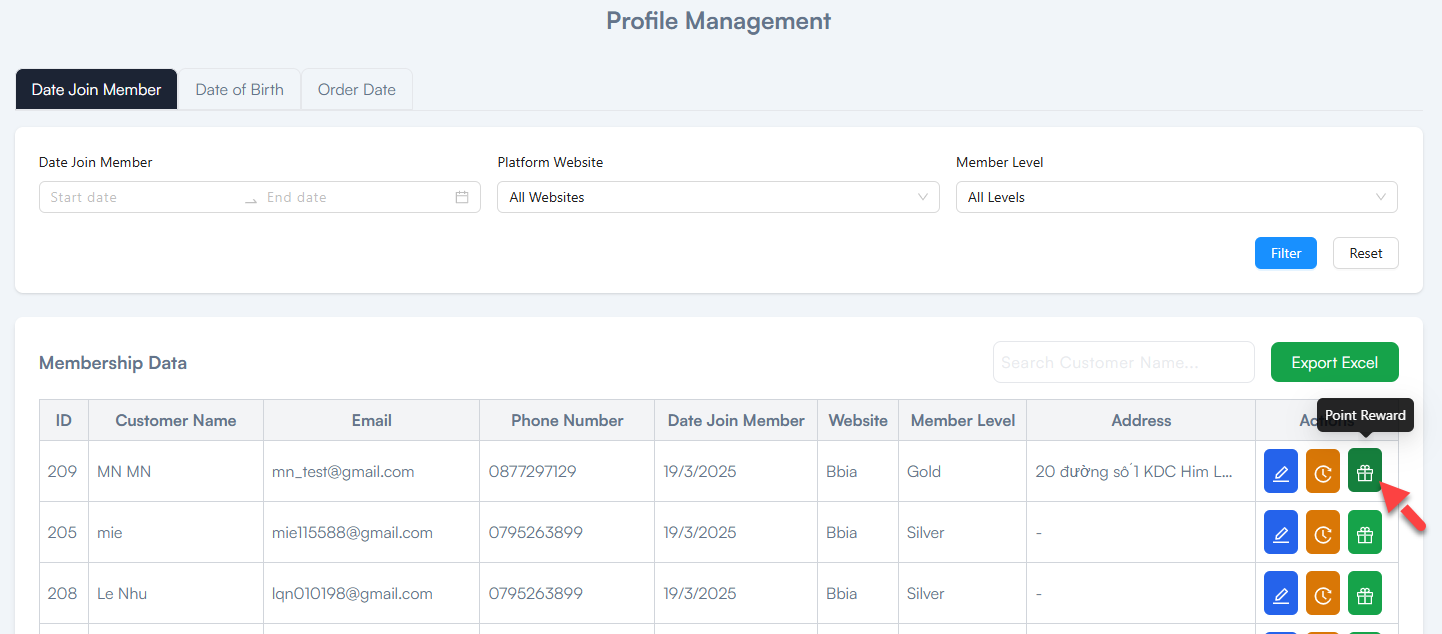 Profile Management
Date Join Member Date of Birth Order Date
Date Join Member Platform Website Member Level
Start date End date All Websites All Levels
Filter Reset
Membership Data Search Customer Name... Export Excel
Point Reward
ID Customer Name Email Phone Number Date Join Member Website Member Level Address
209 MN MN mn_test@gmail.com 0877297129 19/3/2025 Bbia Gold 20 đường số 1 KDC Him L...
205 mie mie115588@gmail.com 0795263899 19/3/2025 Bbia Silver -
208 Le Nhu lqn010198@gmail.com 0795263899 19/3/2025 Bbia Silver -